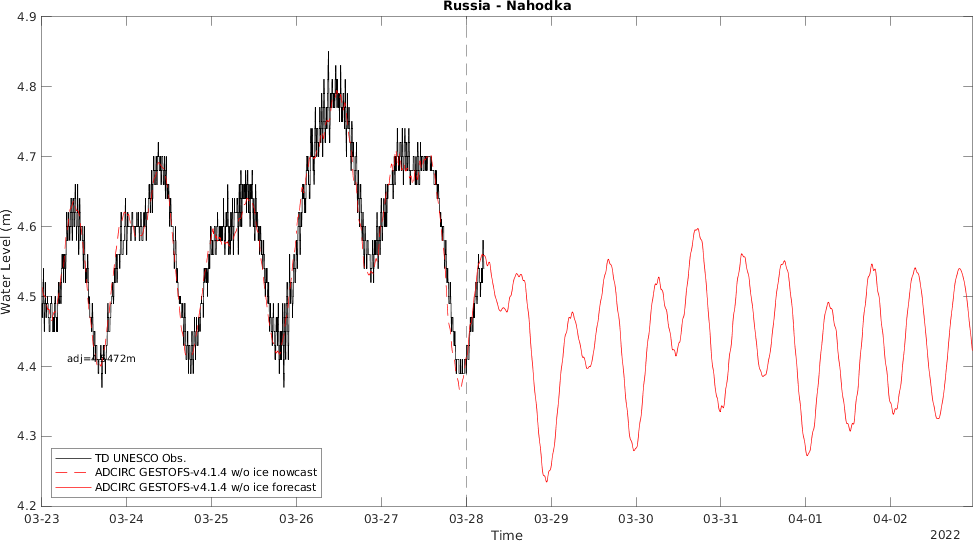 Russia - Nahodka
4.9
4.8
4.7
4.6
4.5
4.4
4.3
4.2
Water Level (m)
TD UNESCO Obs.
ADCIRC GESTOFS-v4.1.4 w/o ice nowcast
ADCIRC GESTOFS-v4.1.4 w/o ice forecast
03-23 03-24 03-25 03-26 03-27 03-28 03-29 03-30 03-31 04-01 04-02
Time
2022